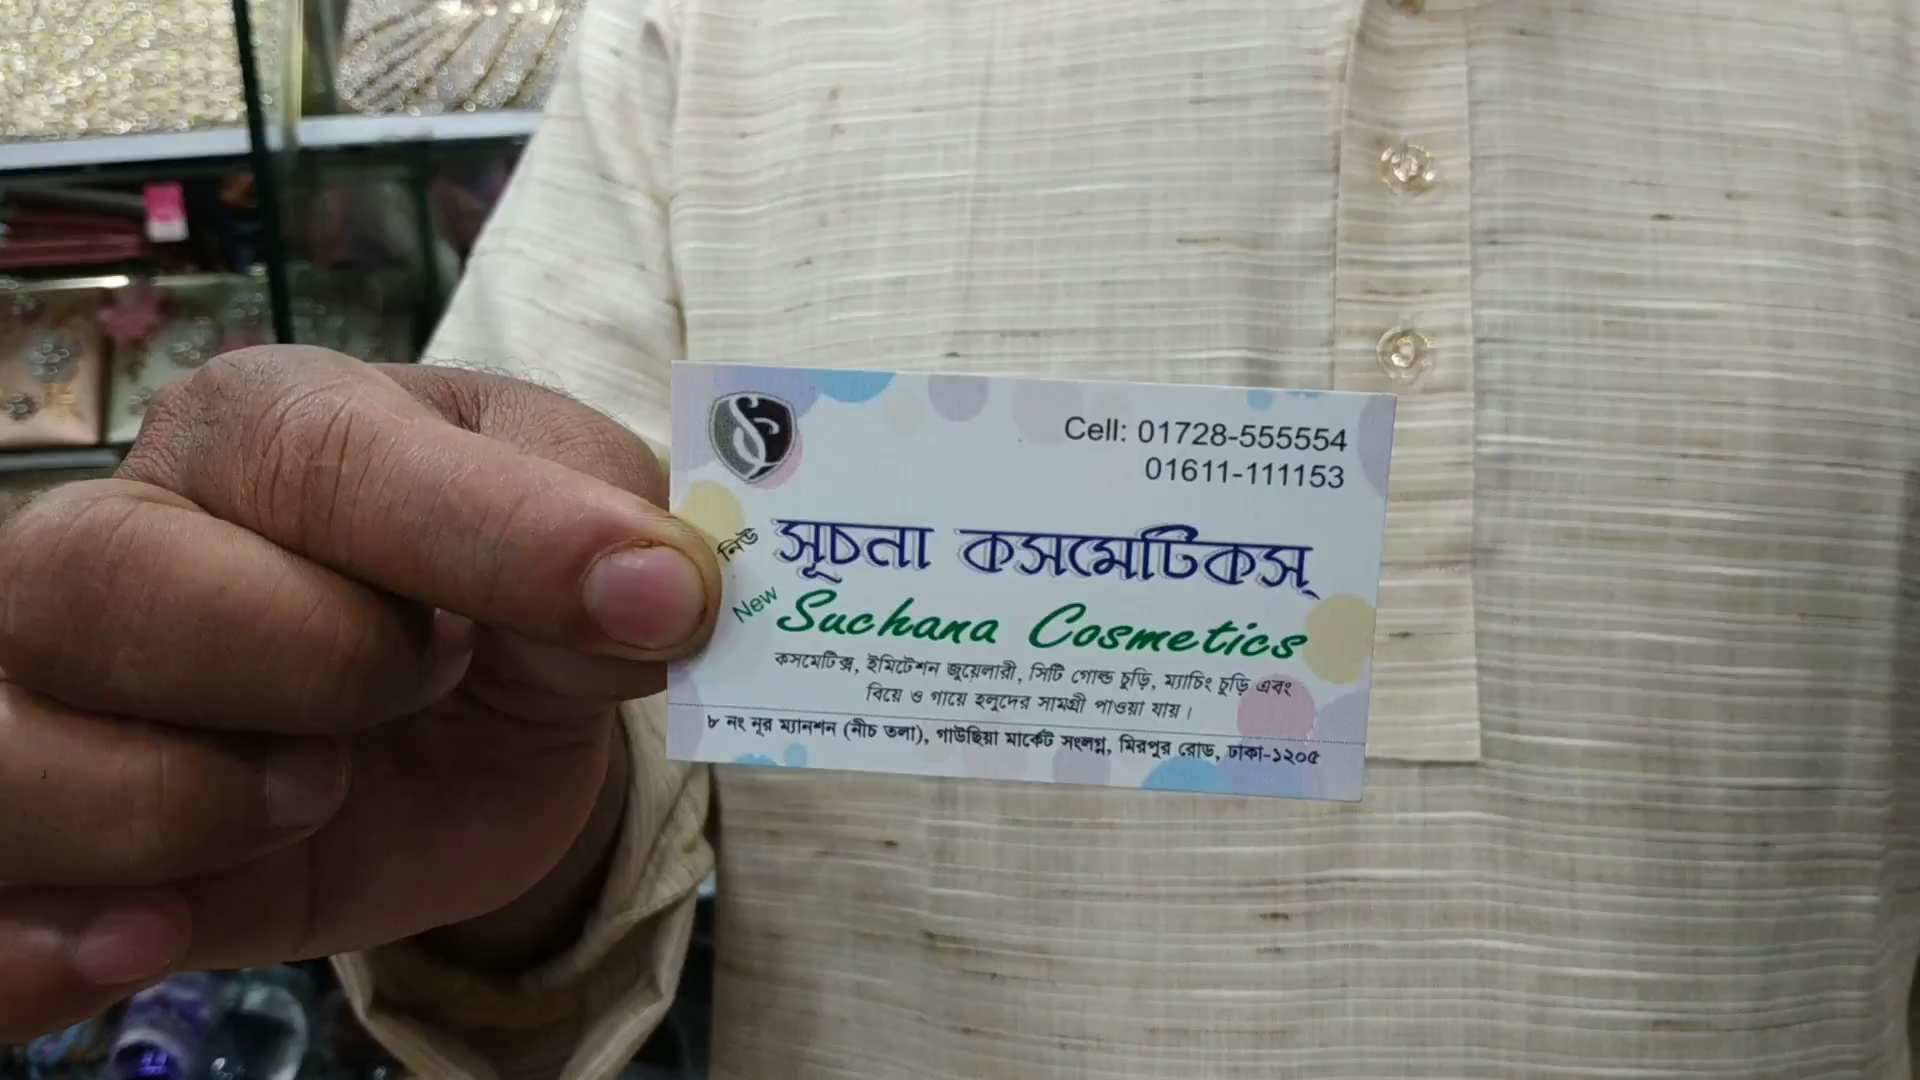 Cell: 01728-555554
01611-111153
নিউ সূচনা কসমেটিকস্
New Suchana Cosmetics
কসমেটিক্স, ইমিটেশন জুয়েলারী, সিটি গোল্ড চুড়ি, ম্যাচিং চুড়ি এবং
বিয়ে ও গায়ে হলুদের সামগ্রী পাওয়া যায়।
৮ নং নূর ম্যানশন (নীচ তলা), গাউছিয়া মার্কেট সংলগ্ন, মিরপুর রোড, ঢাকা-১২০৫